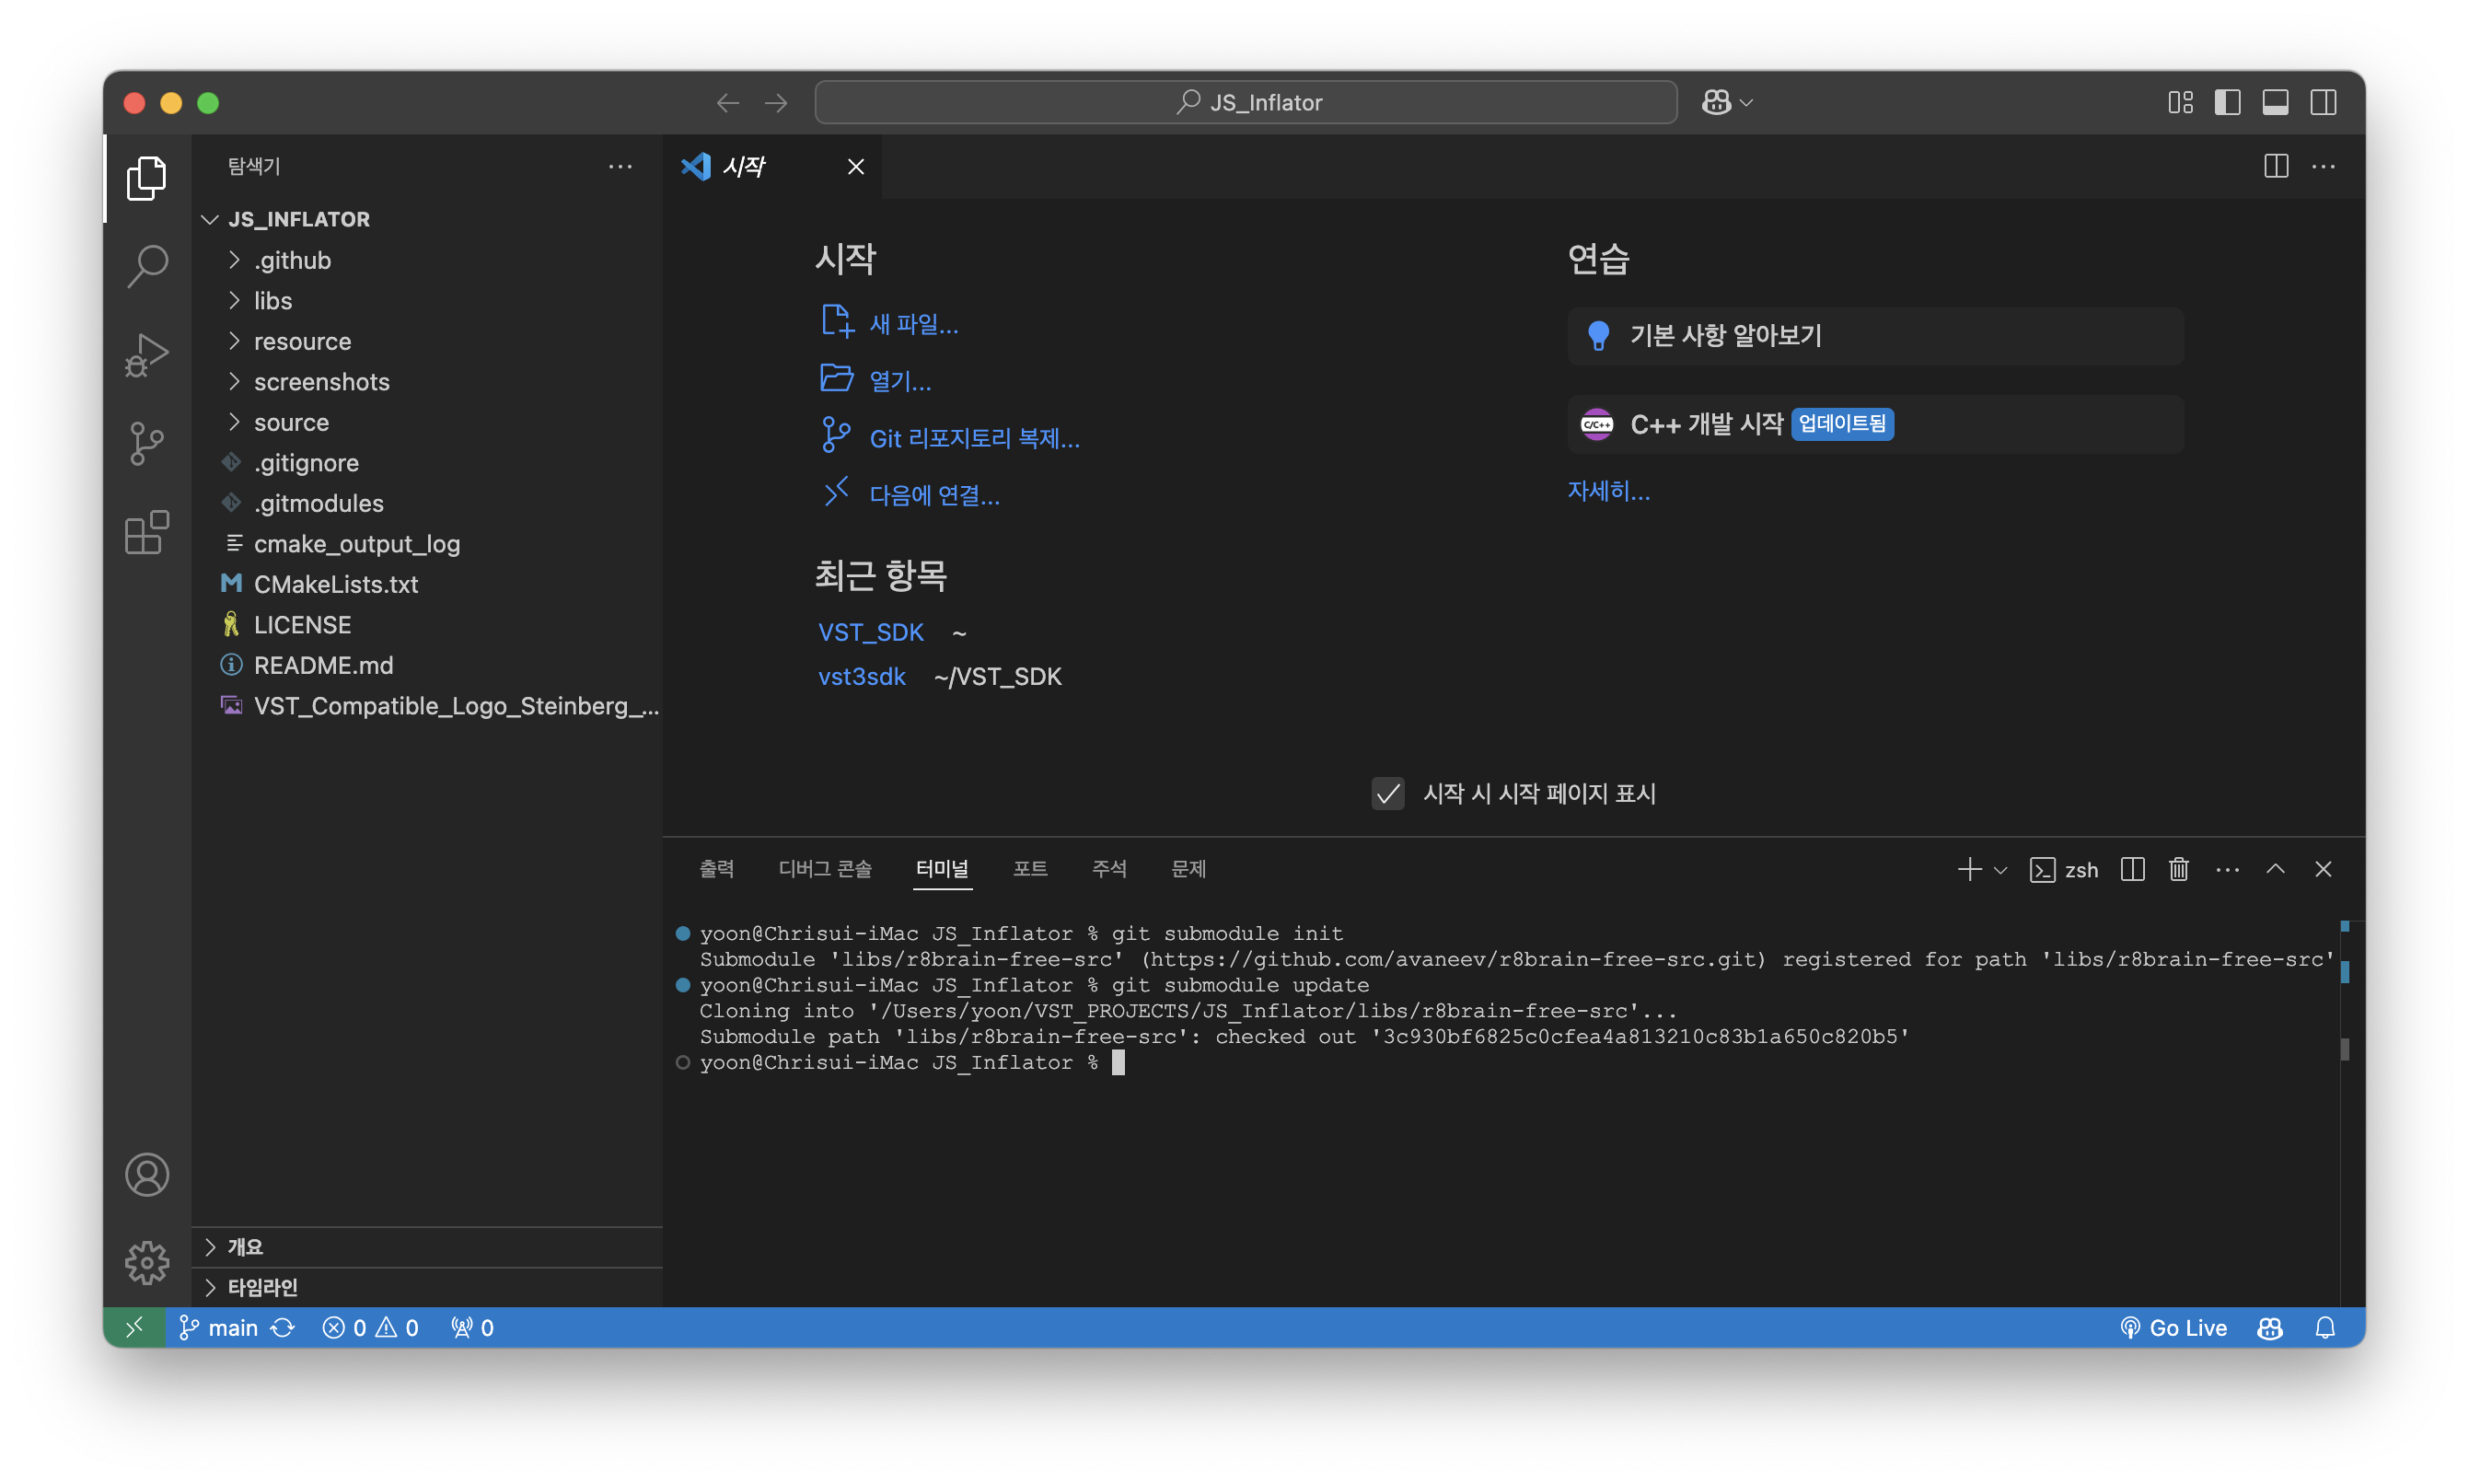 JS_Inflator
탐색기
JS_INFLATOR
.github
libs
resource
screenshots
source
.gitignore
.gitmodules
cmake_output_log
CMakeLists.txt
LICENSE
README.md
VST_Compatible_Logo_Steinberg_...
개요
타임라인
시작
시작
새 파일...
열기...
Git 리포지토리 복제...
다음에 연결...
최근 항목
VST_SDK ~
vst3sdk ~/VST_SDK
연습
기본 사항 알아보기
C/C++ C++ 개발 시작 업데이트됨
자세히...
시작 시 시작 페이지 표시
출력 디버그 콘솔 터미널 포트 주석 문제
zsh
yoon@Chrisui-iMac JS_Inflator % git submodule init
Submodule 'libs/r8brain-free-src' (https://github.com/avaneev/r8brain-free-src.git) registered for path 'libs/r8brain-free-src'
yoon@Chrisui-iMac JS_Inflator % git submodule update
Cloning into '/Users/yoon/VST_PROJECTS/JS_Inflator/libs/r8brain-free-src'...
Submodule path 'libs/r8brain-free-src': checked out '3c930bf6825c0cfea4a813210c83b1a650c820b5'
yoon@Chrisui-iMac JS_Inflator %
main 0 0 0
Go Live